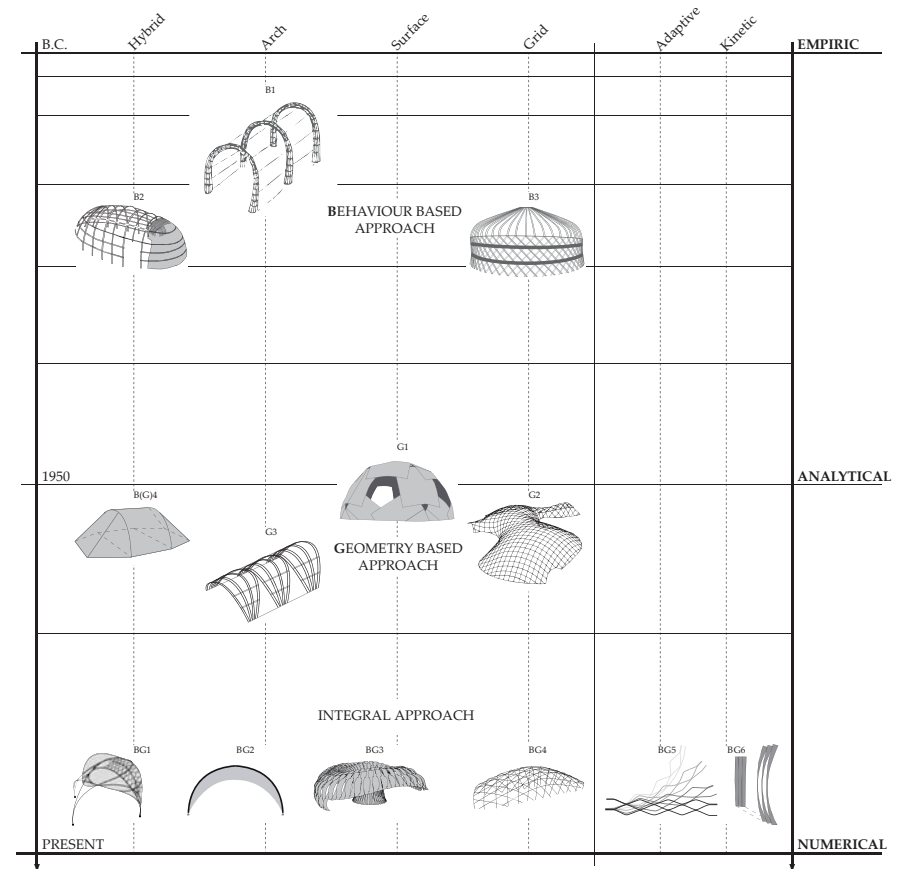 B.C.
Hybrid
Arch
Surface
Grid
Adaptive
Kinetic
EMPIRIC
B1
B2
BEHAVIOUR BASED
APPROACH
B3
G1
1950
ANALYTICAL
B(G)4
G2
G3
GEOMETRY BASED
APPROACH
INTEGRAL APPROACH
BG1
BG2
BG3
BG4
BG5
BG6
PRESENT
NUMERICAL